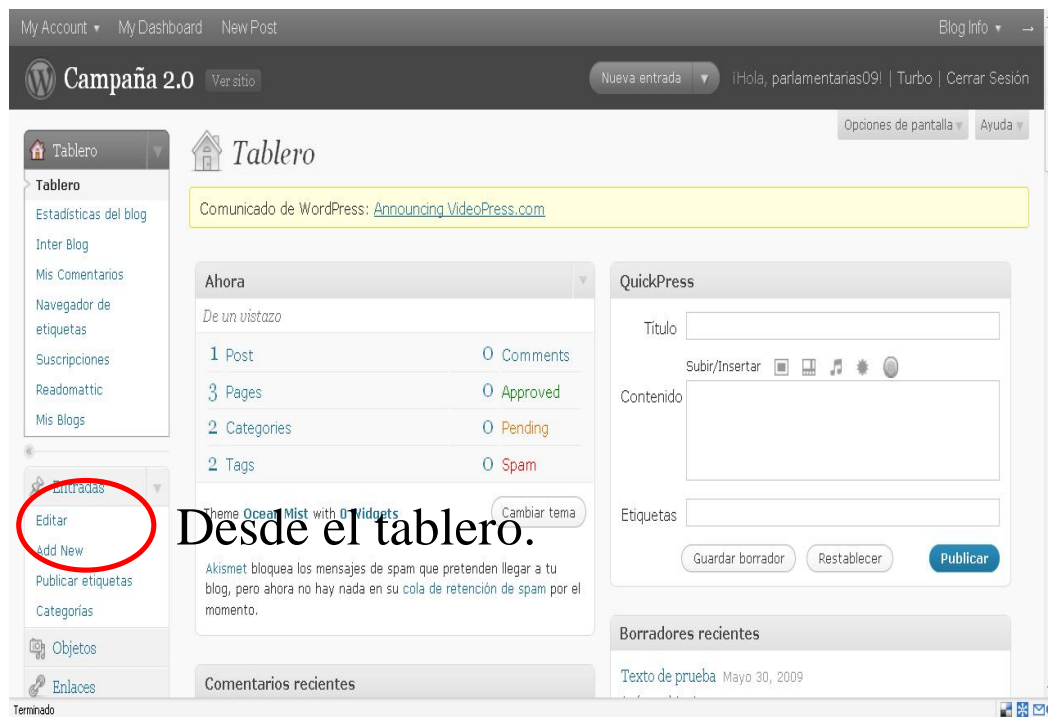 My Account My Dashboard New Post Blog Info →
Campaña 2.0 Ver sitio Nueva entrada ¡Hola, parlamentarias09! | Turbo | Cerrar Sesión
Opciones de pantalla Ayuda
Tablero
Tablero
Estadísticas del blog
Inter Blog
Mis Comentarios
Navegador de
etiquetas
Suscripciones
Readomattic
Mis Blogs
Entradas
Editar
Add New
Publicar etiquetas
Categorías
Objetos
Enlaces
Tablero
Comunicado de WordPress: Announcing VideoPress.com
Ahora
De un vistazo
1 Post 0 Comments
3 Pages 0 Approved
2 Categories 0 Pending
2 Tags 0 Spam
Theme Ocean Mist with 0 Widgets Cambiar tema
Desde el tablero.
Akismet bloquea los mensajes de spam que pretenden llegar a tu
blog, pero ahora no hay nada en su cola de retención de spam por el
momento.
Comentarios recientes
QuickPress
Título
Subir/Insertar
Contenido
Etiquetas
Guardar borrador Restablecer Publicar
Borradores recientes
Texto de prueba Mayo 30, 2009
Terminado